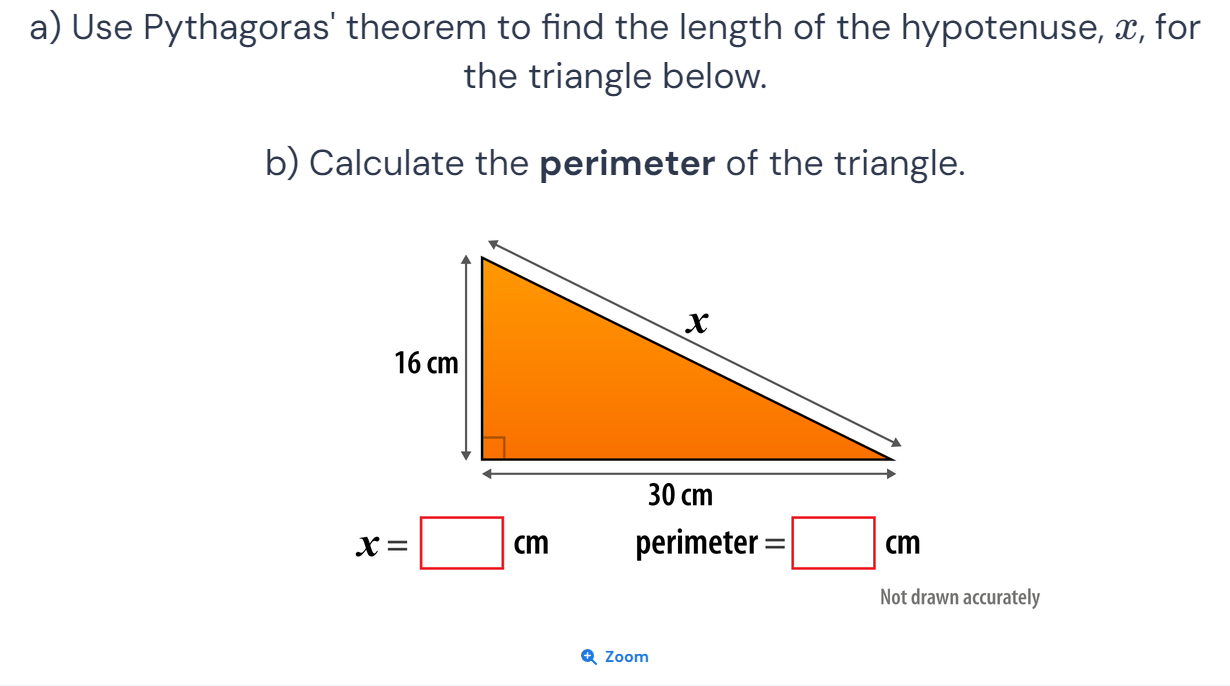 a) Use Pythagoras' theorem to find the length of the hypotenuse, x, for
the triangle below.
b) Calculate the perimeter of the triangle.
x
16 cm
30 cm
x = cm perimeter = cm
Not drawn accurately
Zoom